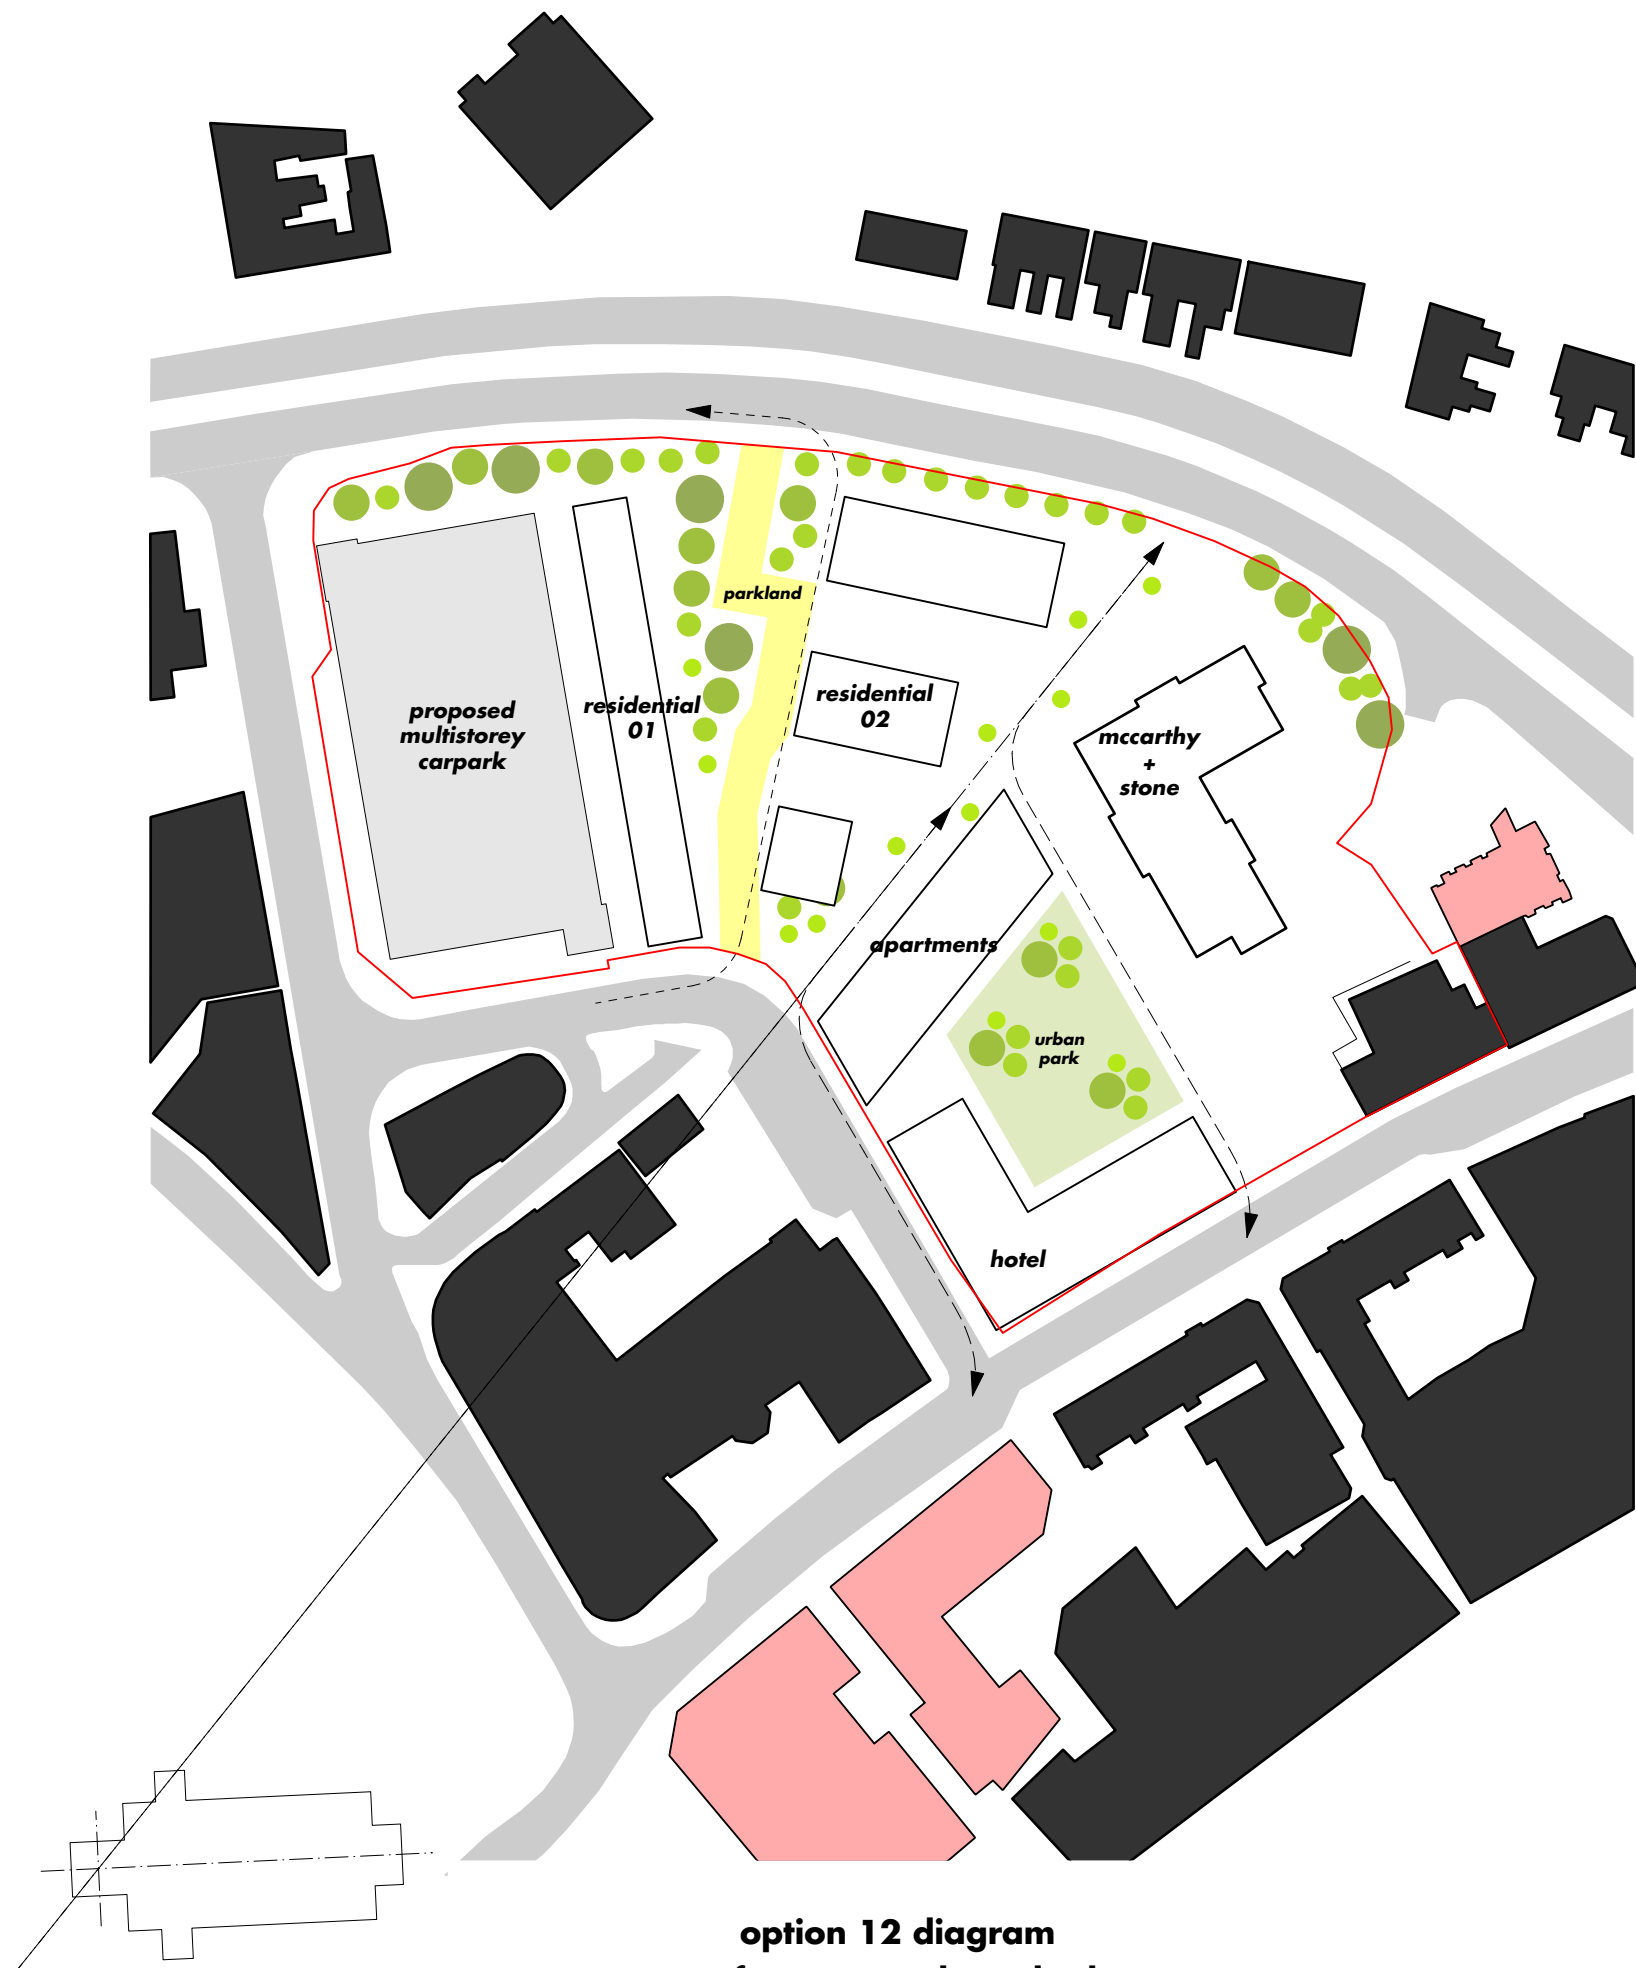 parkland
proposed
multistorey
carpark
residential
01
residential
02
mccarthy
+
stone
apartments
urban
park
hotel
option 12 diagram